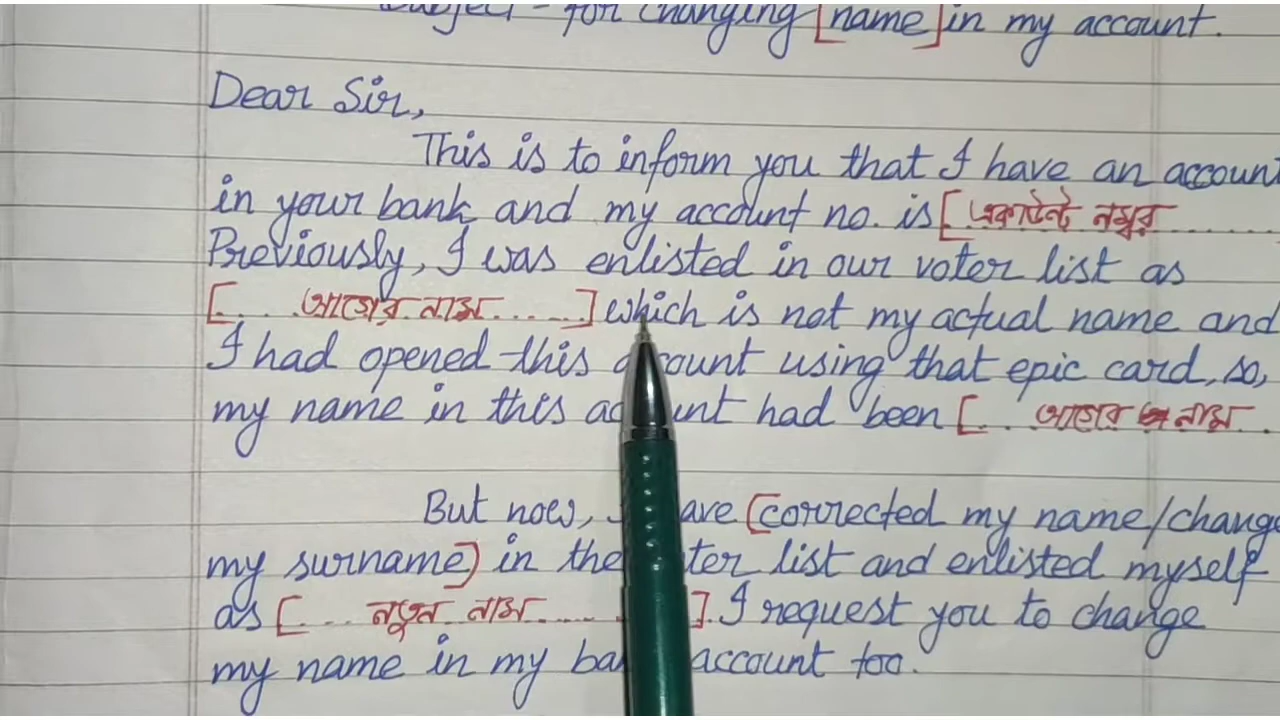 Subject - for changing [name] in my account.
Dear Sir,
This is to inform you that I have an account
in your bank and my account no. is [একাউন্ট নম্বর........
Previously, I was enlisted in our voter list as
[. ...আগের নাম......] which is not my actual name and
I had opened this account using that epic card, so,
my name in this account had been [...আগের নাম..
But now, I have [corrected my name/change
my surname] in the voter list and enlisted myself
as [... নতুন নাম..... ]. I request you to change
my name in my bank account too.